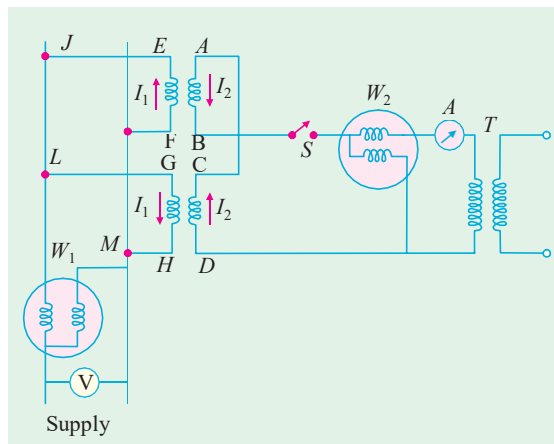 J E A
I1 I2 W2 A
S T
F B
G C
L
I1 I2
M
W1 H D
V
Supply